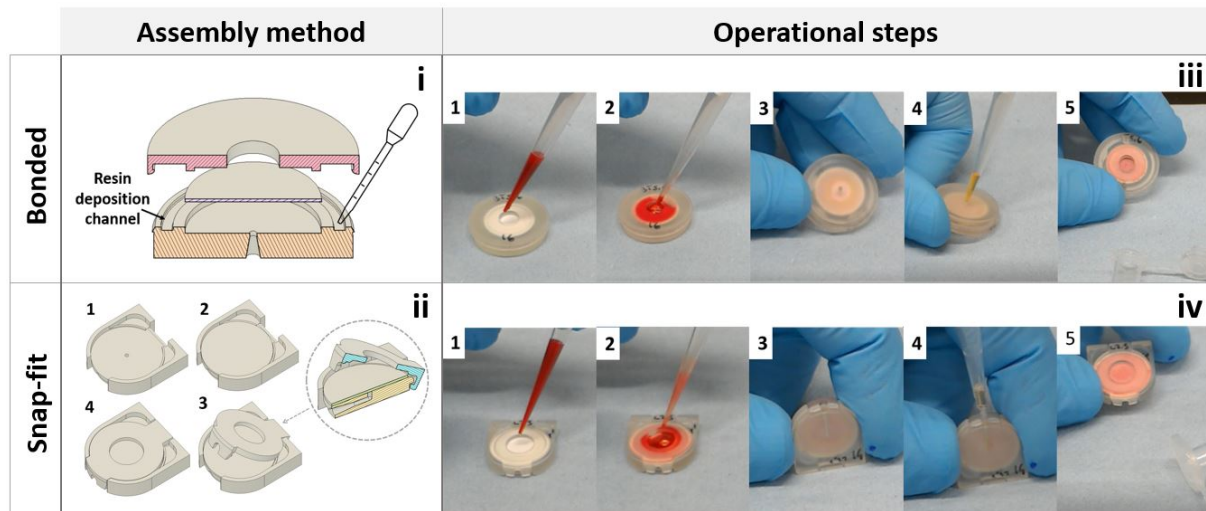 Assembly method
Operational steps
Bonded
i
Resin
deposition
channel
iii
1
2
3
4
5
Snap-fit
ii
1
2
4
3
iv
1
2
3
4
5